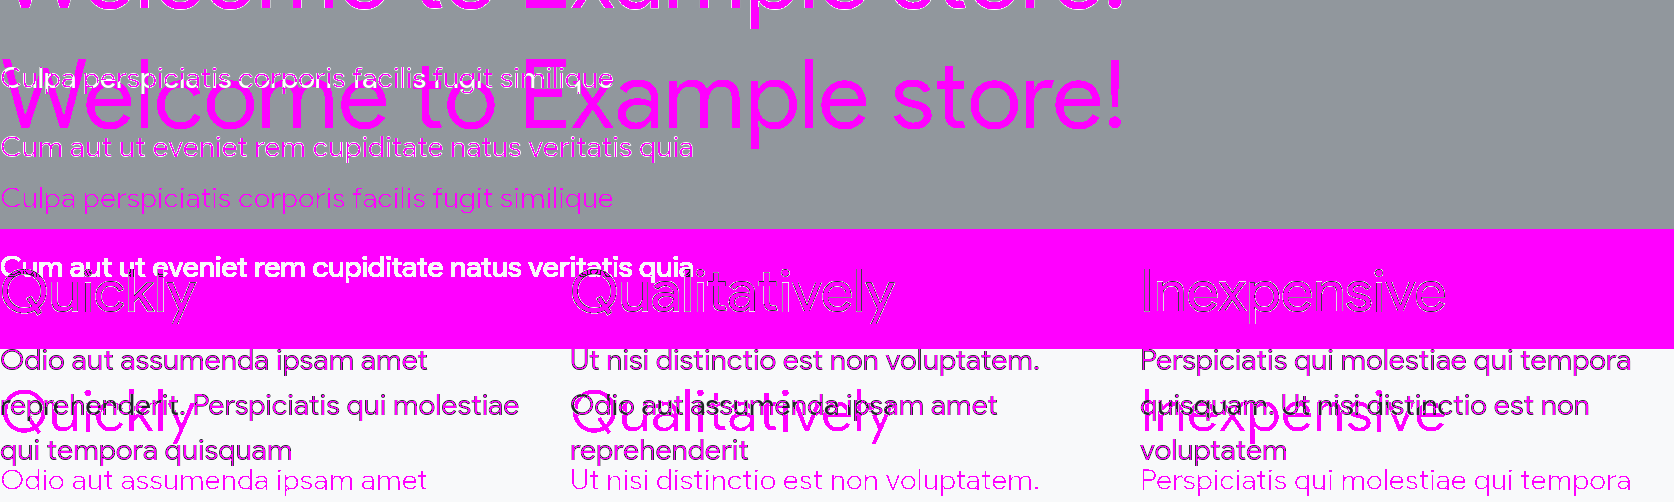 Welcome to Example store!
Culpa perspiciatis corporis facilis fugit similique
Welcome to Example store!
Cum aut ut eveniet rem cupiditate natus veritatis quia
Culpa perspiciatis corporis facilis fugit similique
Cum aut ut eveniet rem cupiditate natus veritatis quia
Quickly Qualitatively Inexpensive
Odio aut assumenda ipsam amet Ut nisi distinctio est non voluptatem. Perspiciatis qui molestiae qui tempora
reprehenderit. Perspiciatis qui molestiae Odio aut assumenda ipsam amet quisquam. Ut nisi distinctio est non
Quickly Qualitatively Inexpensive
qui tempora quisquam reprehenderit voluptatem
Odio aut assumenda ipsam amet Ut nisi distinctio est non voluptatem. Perspiciatis qui molestiae qui tempora